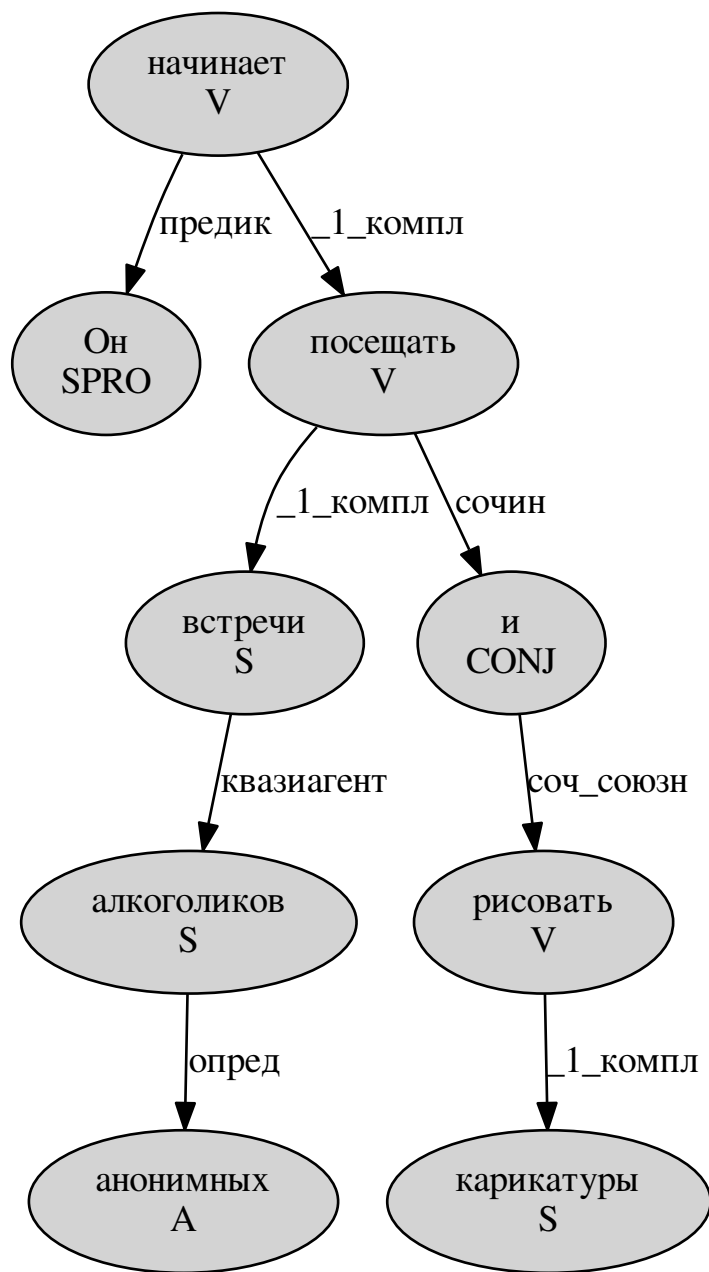 начинает
V
предик
_1_компл
Он
SPRO
посещать
V
_1_компл
сочин
встречи
S
и
CONJ
квазиагент
соч_союзн
алкоголиков
S
рисовать
V
опред
_1_компл
анонимных
A
карикатуры
S